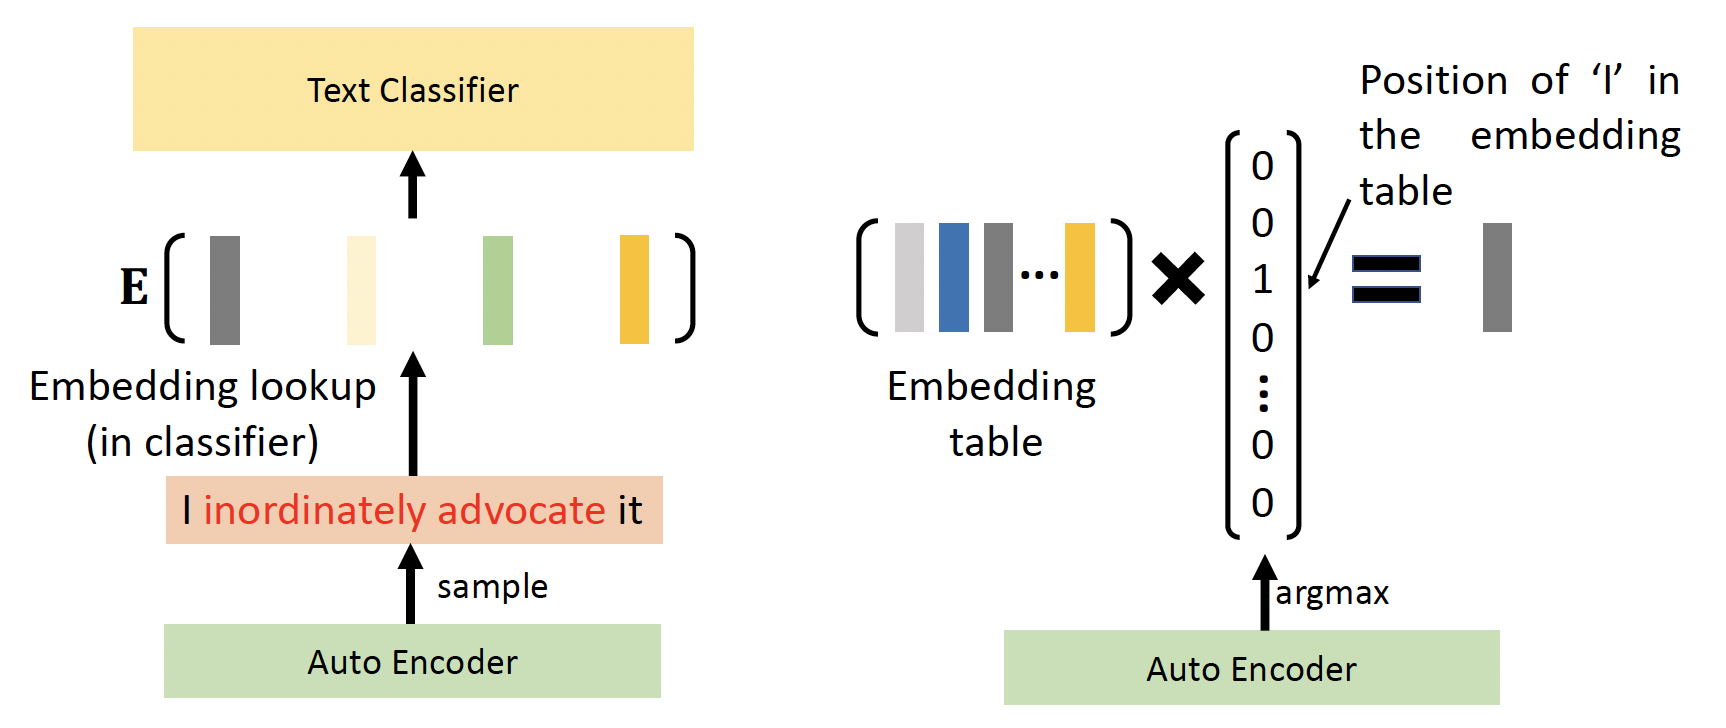 Text Classifier
E
Embedding lookup
(in classifier)
I inordinately advocate it
sample
Auto Encoder
Position of ‘I’ in
the embedding
table
0
0
1
0
⋮
0
0
...
Embedding
table
argmax
Auto Encoder